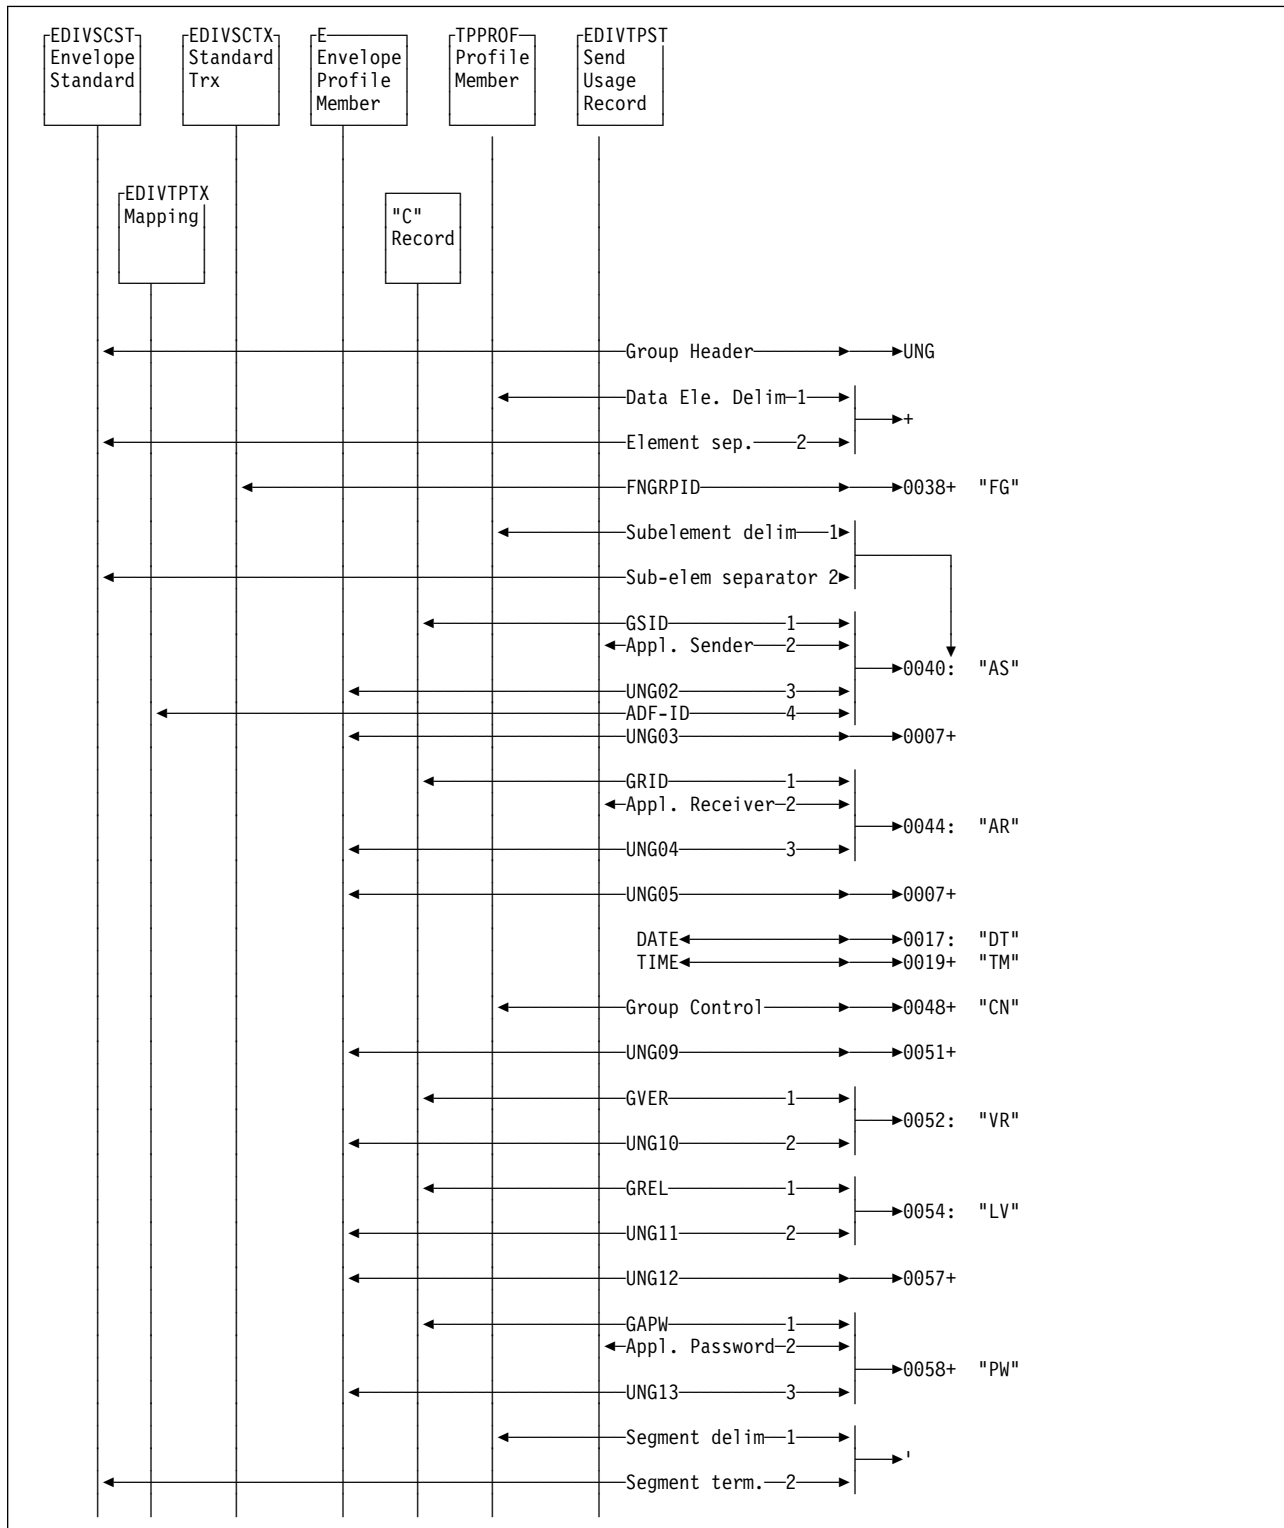 EDIVSCST EDIVSCTX E TPPROF EDIVTPST
Envelope Standard Envelope Profile Send
Standard Trx Profile Member Usage
Member Record
EDIVTPTX
Mapping "C"
Record
Group Header UNG
Data Ele. Delim 1
+
Element sep. 2
FNGRPID 0038+ "FG"
Subelement delim 1
Sub-elem separator 2
GSID 1
Appl. Sender 2
0040: "AS"
UNG02 3
ADF-ID 4
UNG03 0007+
GRID 1
Appl. Receiver 2
0044: "AR"
UNG04 3
UNG05 0007+
DATE 0017: "DT"
TIME 0019+ "TM"
Group Control 0048+ "CN"
UNG09 0051+
GVER 1
0052: "VR"
UNG10 2
GREL 1
0054: "LV"
UNG11 2
UNG12 0057+
GAPW 1
Appl. Password 2
0058+ "PW"
UNG13 3
Segment delim 1
'
Segment term. 2